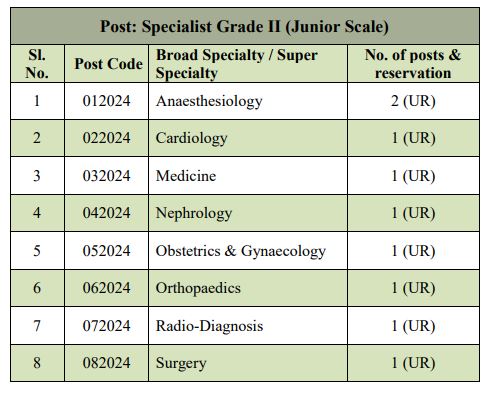 Post: Specialist Grade II (Junior Scale)
Sl. No. Post Code Broad Specialty / Super Specialty No. of posts & reservation
1 012024 Anaesthesiology 2 (UR)
2 022024 Cardiology 1 (UR)
3 032024 Medicine 1 (UR)
4 042024 Nephrology 1 (UR)
5 052024 Obstetrics & Gynaecology 1 (UR)
6 062024 Orthopaedics 1 (UR)
7 072024 Radio-Diagnosis 1 (UR)
8 082024 Surgery 1 (UR)